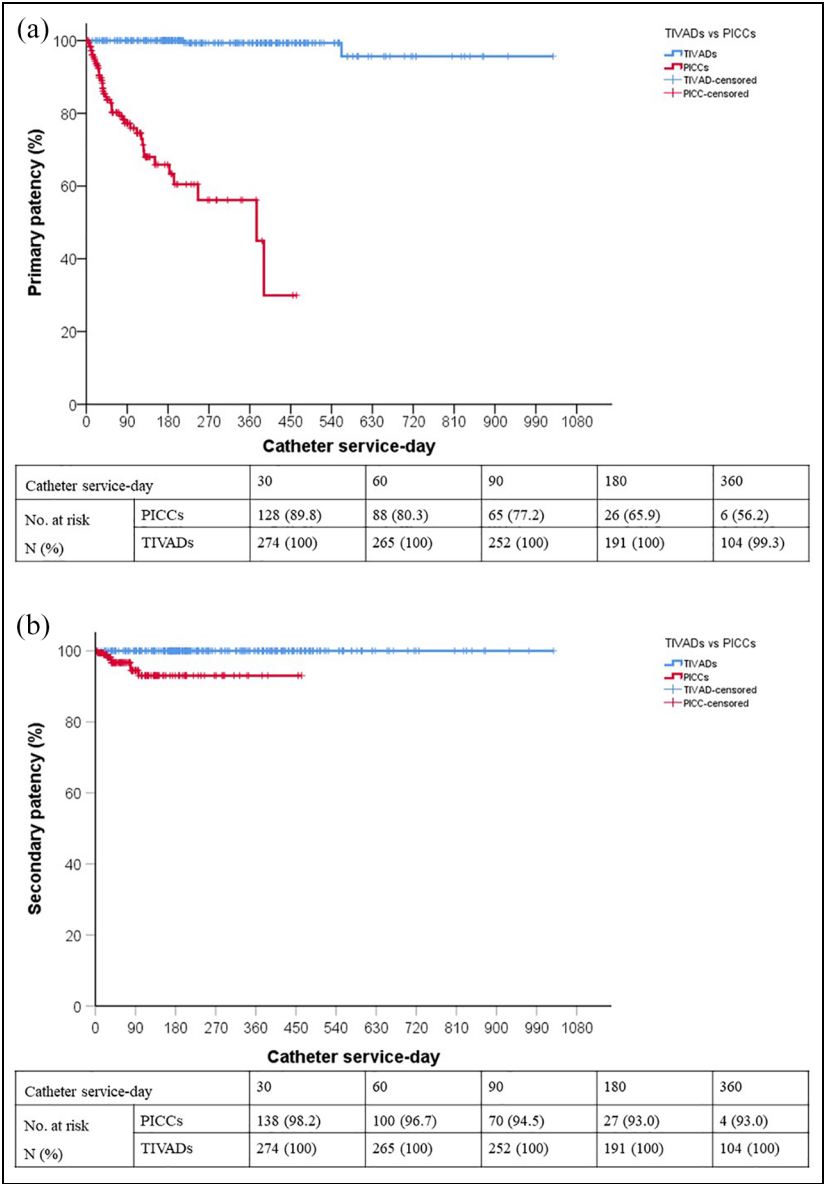 (a)
TIVADs vs PICCs
TIVADs
PICCs
TIVAD-censored
PICC-censored
Primary patency (%)
100
80
60
40
20
0
0 90 180 270 360 450 540 630 720 810 900 990 1080
Catheter service-day
Catheter service-day 30 60 90 180 360
No. at risk PICCs 128 (89.8) 88 (80.3) 65 (77.2) 26 (65.9) 6 (56.2)
N (%) TIVADs 274 (100) 265 (100) 252 (100) 191 (100) 104 (99.3)
(b)
TIVADs vs PICCs
TIVADs
PICCs
TIVAD-censored
PICC-censored
Secondary patency (%)
100
80
60
40
20
0
0 90 180 270 360 450 540 630 720 810 900 990 1080
Catheter service-day
Catheter service-day 30 60 90 180 360
No. at risk PICCs 138 (98.2) 100 (96.7) 70 (94.5) 27 (93.0) 4 (93.0)
N (%) TIVADs 274 (100) 265 (100) 252 (100) 191 (100) 104 (100)